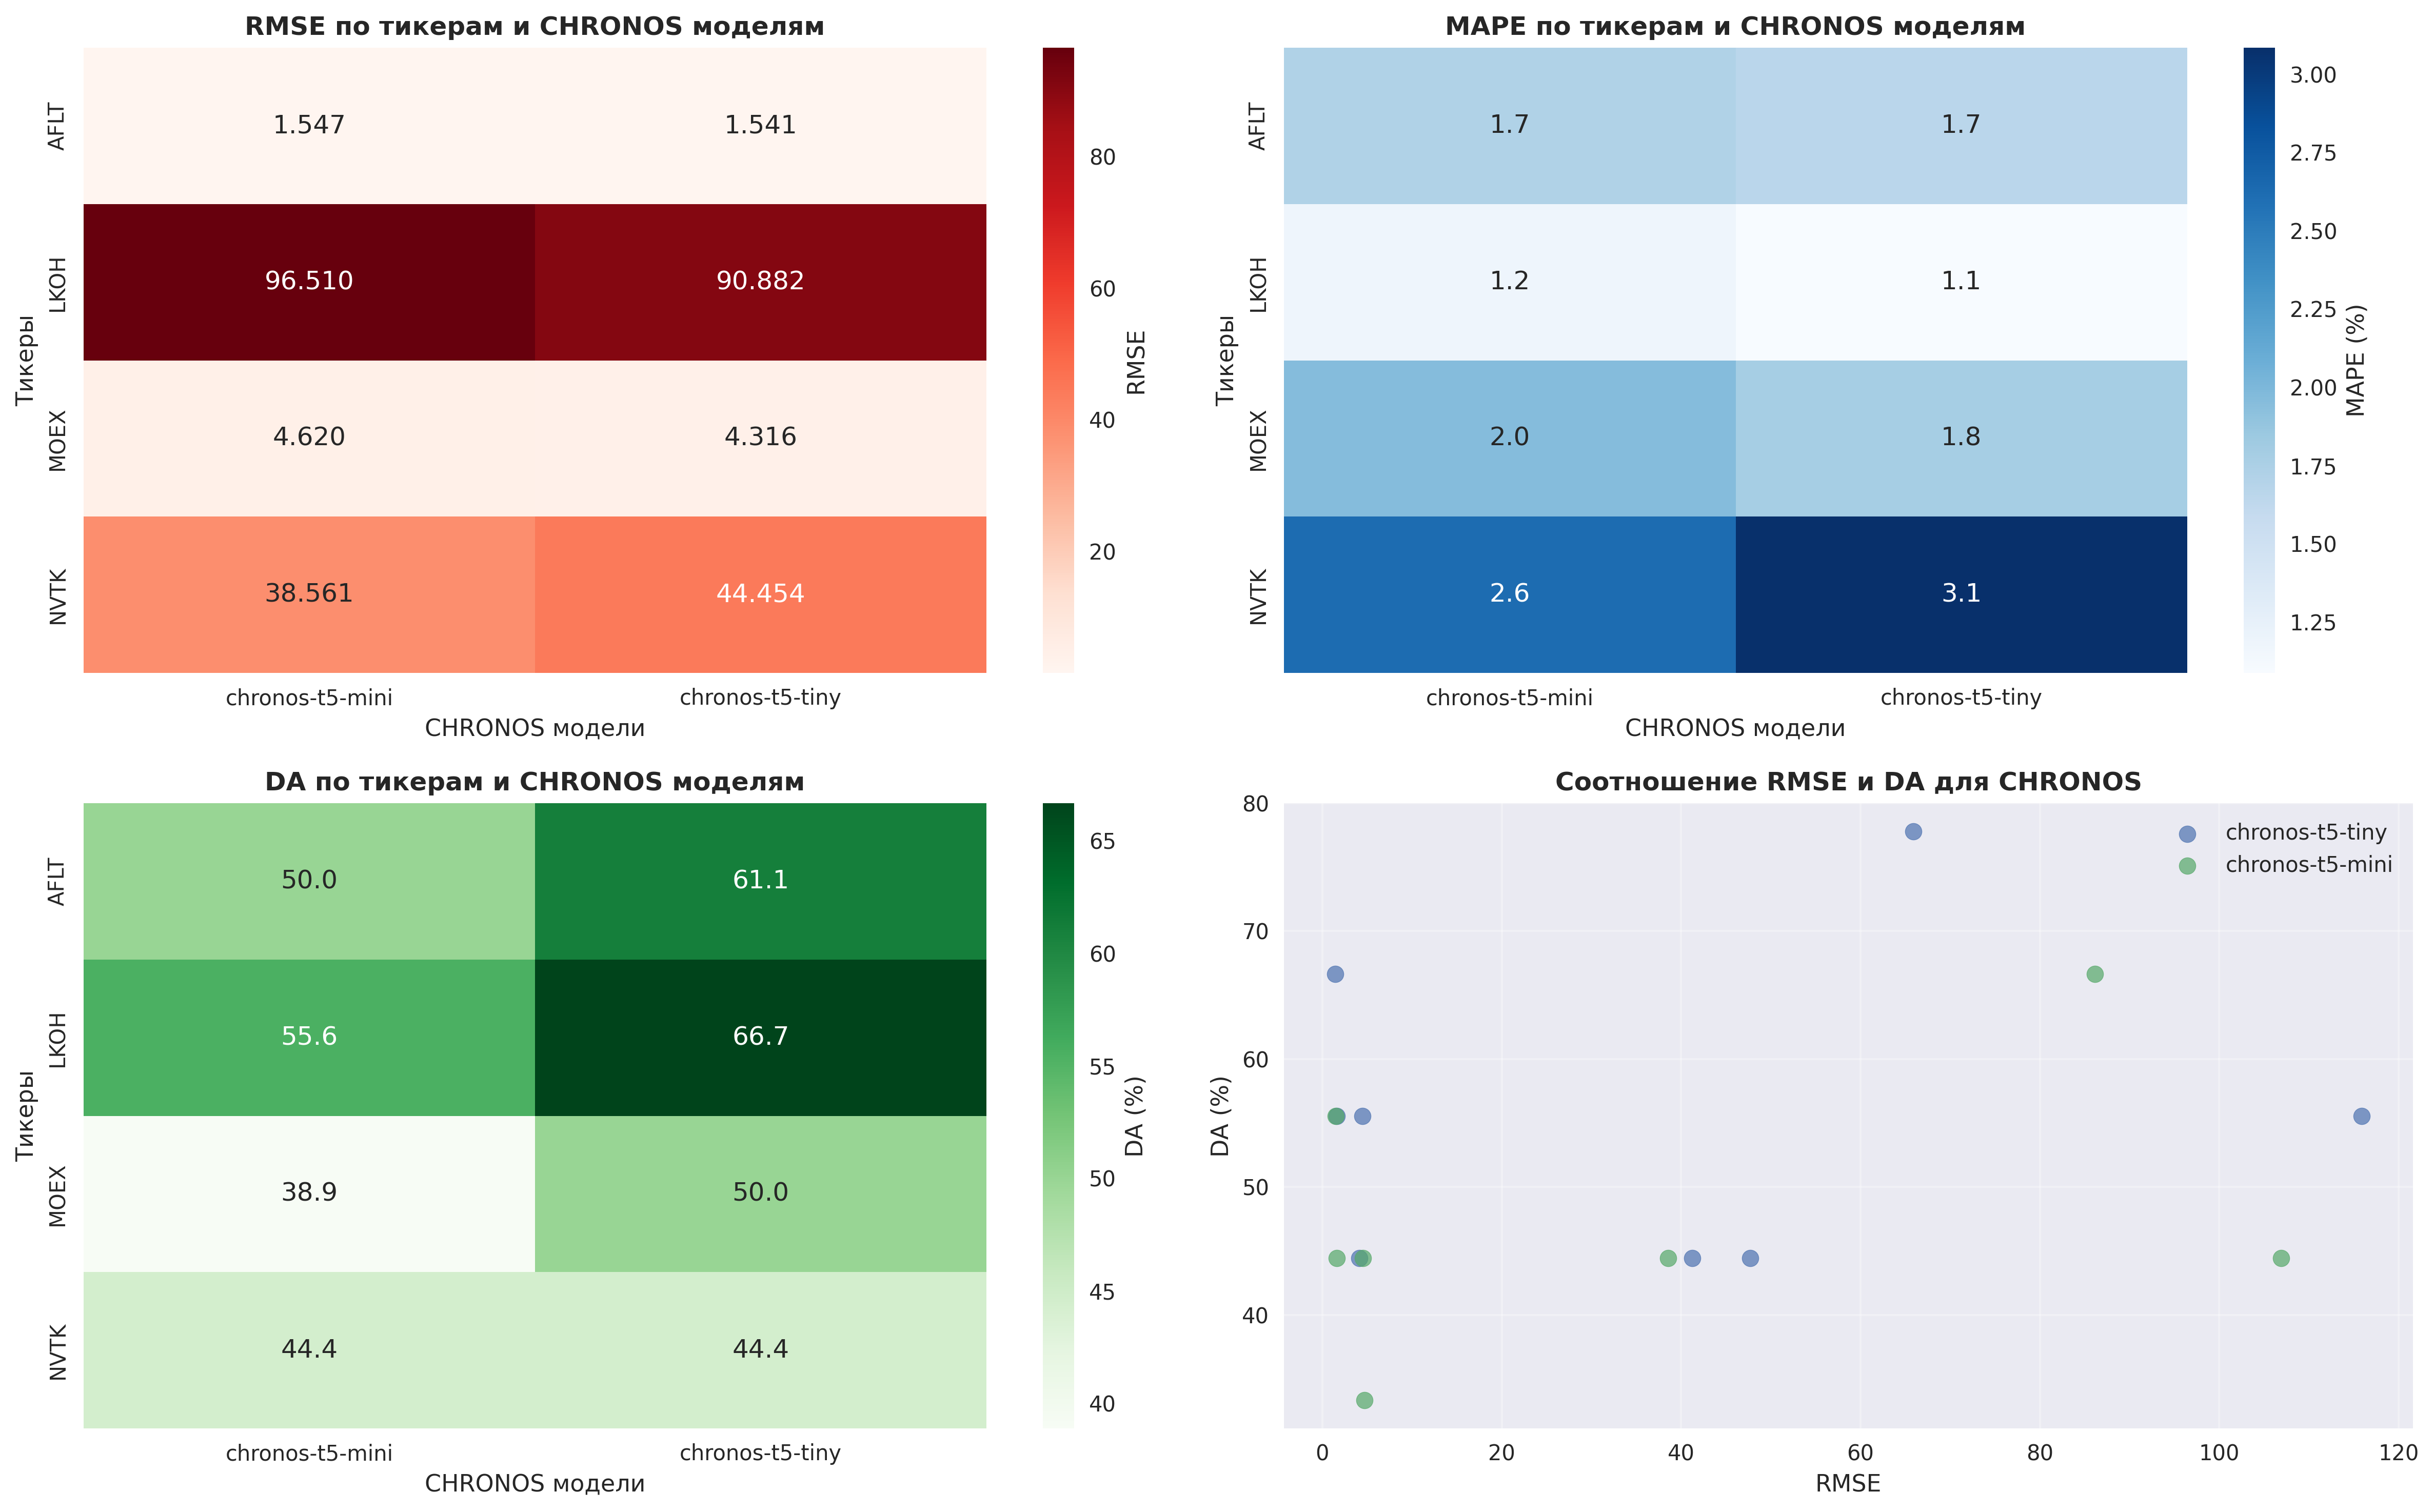 RMSE по тикерам и CHRONOS моделям
Тикеры
AFLT
1.547
1.541
LKOH
96.510
90.882
MOEX
4.620
4.316
NVTK
38.561
44.454
chronos-t5-mini
chronos-t5-tiny
CHRONOS модели
80
60
40
20
RMSE
MAPE по тикерам и CHRONOS моделям
Тикеры
AFLT
1.7
1.7
LKOH
1.2
1.1
MOEX
2.0
1.8
NVTK
2.6
3.1
chronos-t5-mini
chronos-t5-tiny
CHRONOS модели
3.00
2.75
2.50
2.25
2.00
1.75
1.50
1.25
MAPE (%)
DA по тикерам и CHRONOS моделям
Тикеры
AFLT
50.0
61.1
LKOH
55.6
66.7
MOEX
38.9
50.0
NVTK
44.4
44.4
chronos-t5-mini
chronos-t5-tiny
CHRONOS модели
65
60
55
50
45
40
DA (%)
Соотношение RMSE и DA для CHRONOS
chronos-t5-tiny
chronos-t5-mini
DA (%)
80
70
60
50
40
0
20
40
60
80
100
120
RMSE